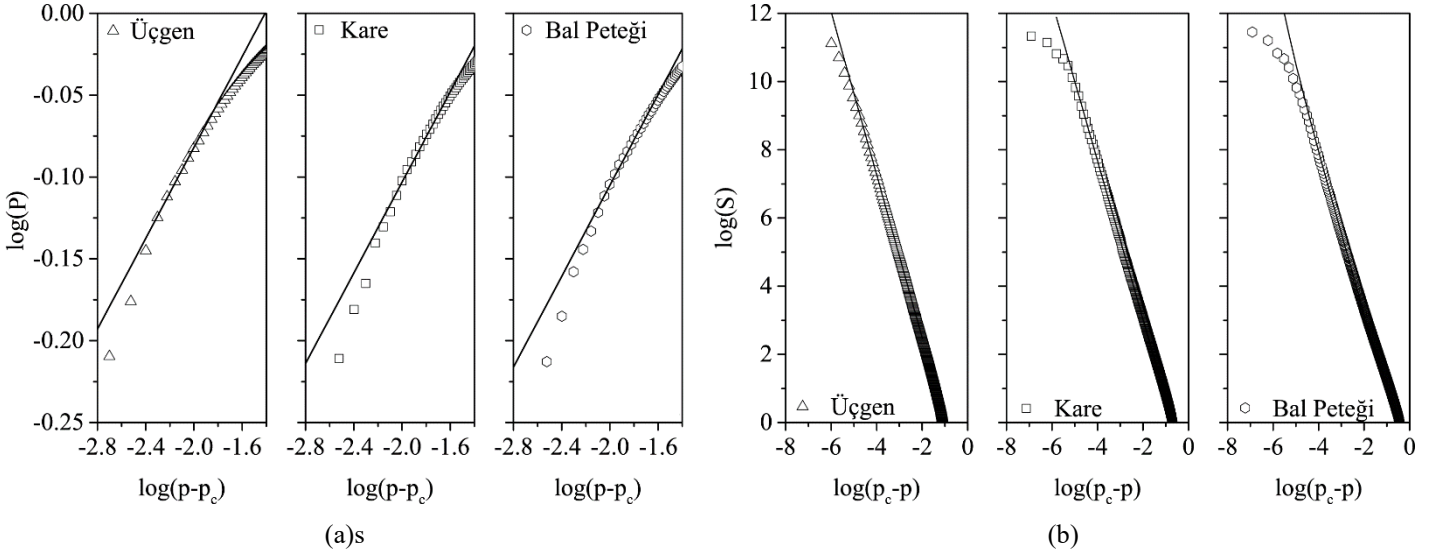 0.00
-0.05
-0.10
-0.15
-0.20
-0.25
log(P)
Üçgen
Kare
Bal Peteği
-2.8 -2.4 -2.0 -1.6
-2.8 -2.4 -2.0 -1.6
-2.8 -2.4 -2.0 -1.6
log(p-pc)
log(p-pc)
log(p-pc)
(a)s
12
10
8
6
4
2
0
log(S)
Üçgen
Kare
Bal Peteği
-8 -6 -4 -2 0
-8 -6 -4 -2 0
-8 -6 -4 -2 0
log(pc-p)
log(pc-p)
log(pc-p)
(b)